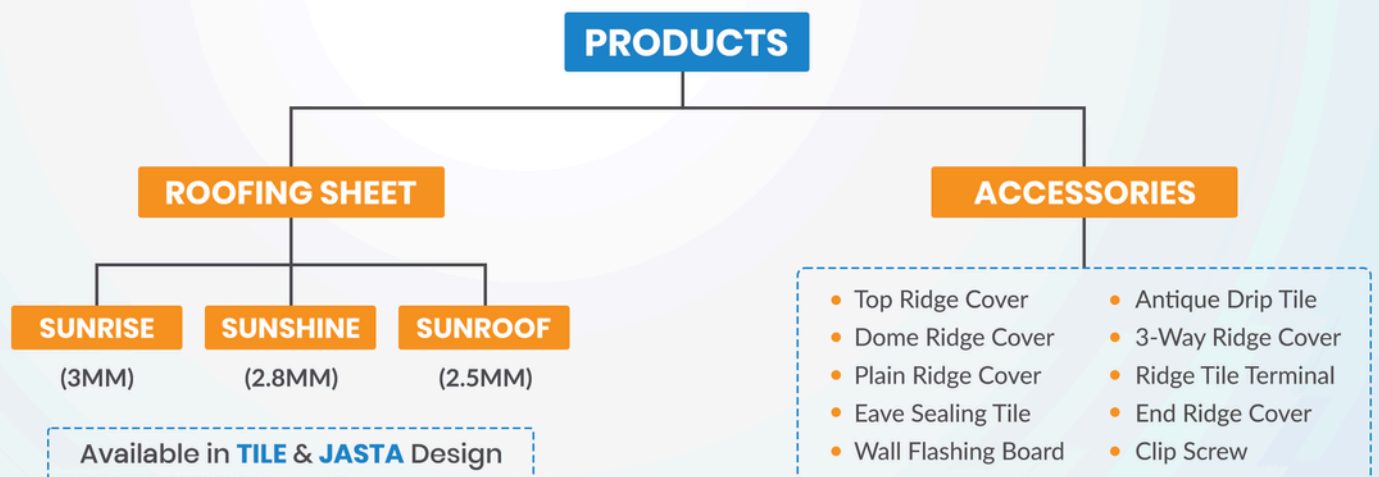 PRODUCTS
ROOFING SHEET
SUNRISE
(3MM)
SUNSHINE
(2.8MM)
SUNROOF
(2.5MM)
Available in TILE & JASTA Design
ACCESSORIES
Top Ridge Cover
Dome Ridge Cover
Plain Ridge Cover
Eave Sealing Tile
Wall Flashing Board
Antique Drip Tile
3-Way Ridge Cover
Ridge Tile Terminal
End Ridge Cover
Clip Screw